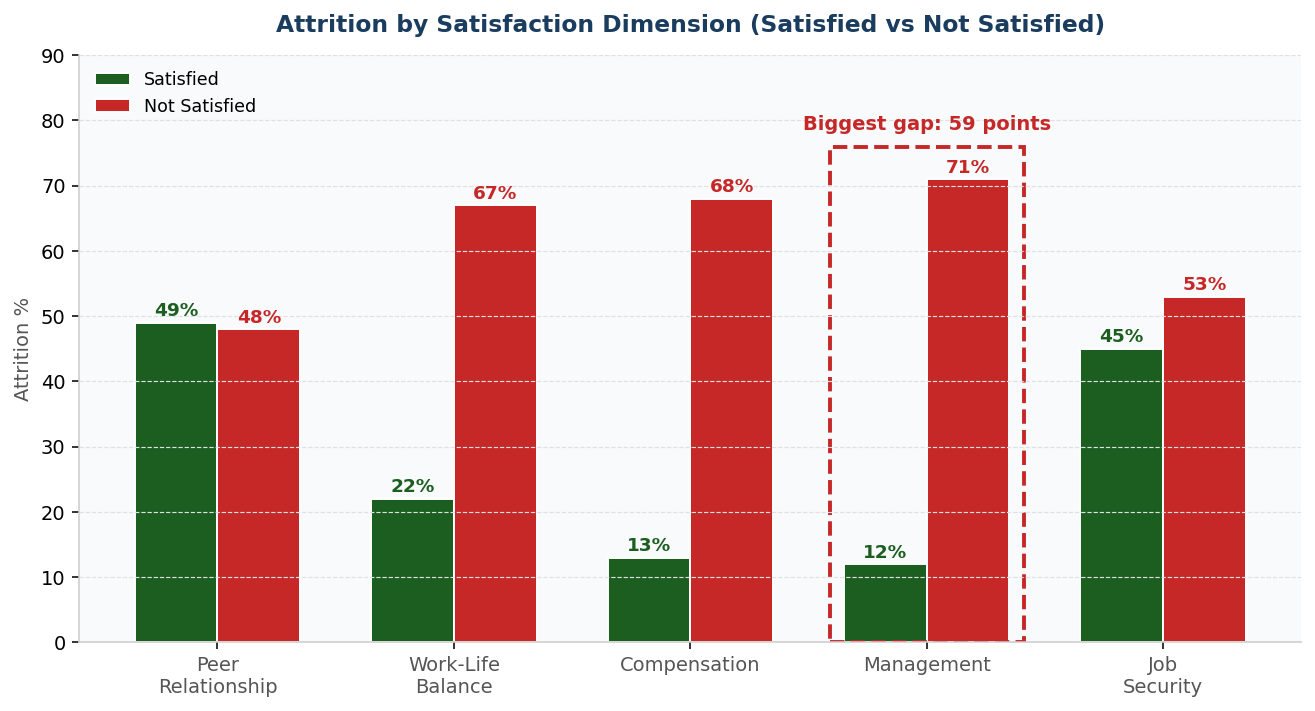 Attrition by Satisfaction Dimension (Satisfied vs Not Satisfied)
Satisfied
Not Satisfied
Biggest gap: 59 points
Attrition %
90
80
70
60
50
40
30
20
10
0
49%
48%
22%
67%
13%
68%
12%
71%
45%
53%
Peer
Relationship
Work-Life
Balance
Compensation
Management
Job
Security